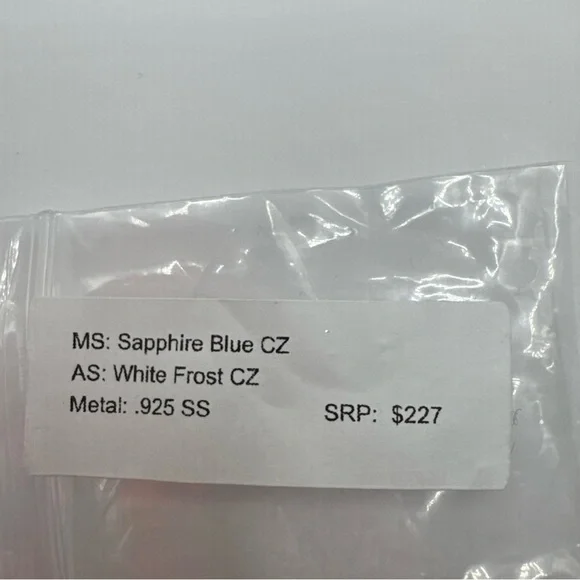 MS: Sapphire Blue CZ
AS: White Frost CZ
Metal: .925 SS SRP: $227